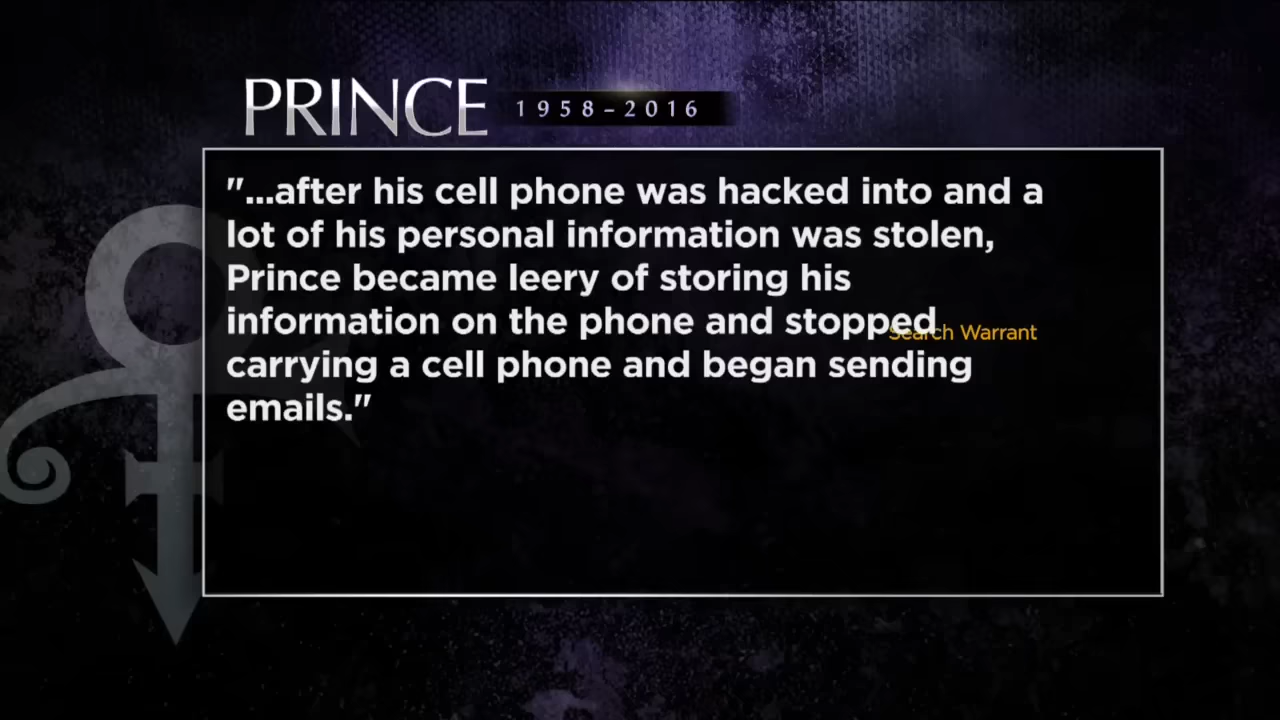 PRINCE 1958-2016
"...after his cell phone was hacked into and a
lot of his personal information was stolen,
Prince became leery of storing his
information on the phone and stopped
Search Warrant
carrying a cell phone and began sending
emails."